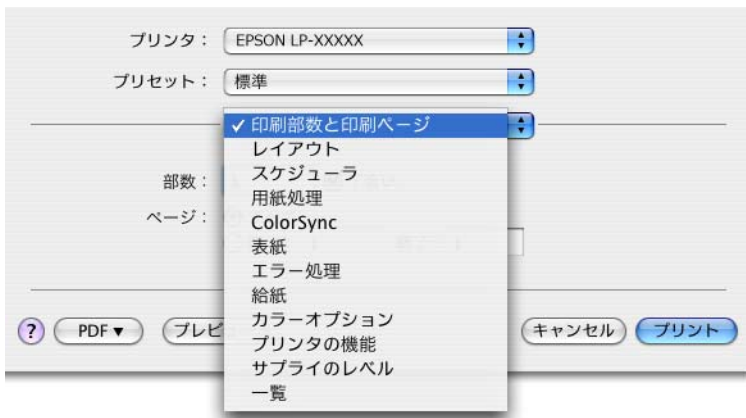 プリンタ： EPSON LP-XXXXX
プリセット： 標準
✓ 印刷部数と印刷ページ
レイアウト
スケジューラ
部数：
用紙処理
ページ：
ColorSync
表紙
エラー処理
給紙
カラーオプション
? PDF▼ プレビ キャンセル プリント
プリンタの機能
サプライのレベル
一覧